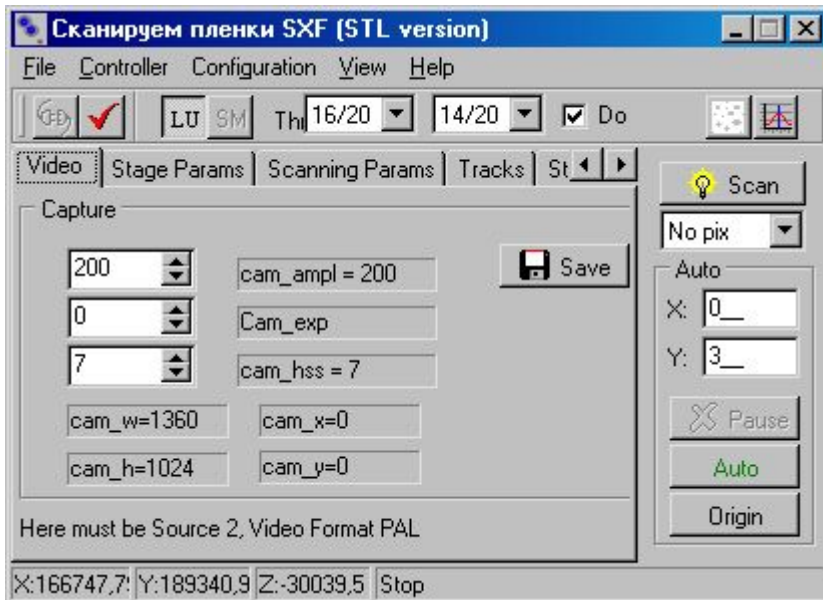 Сканируем пленки SXF (STL version)
File Controller Configuration View Help
LU SM Thr 16/20 14/20 Do
Video Stage Params Scanning Params Tracks St
Scan
Capture
No pix
200 cam_ampl = 200 Save
Auto
0 Cam_exp
X: 0__
7 cam_hss = 7
Y: 3__
cam_w=1360 cam_x=0
Pause
cam_h=1024 cam_y=0
Auto
Origin
Here must be Source 2, Video Format PAL
X:166747,7 Y:189340,9 Z:-30039,5 Stop